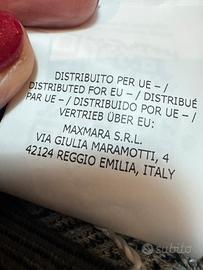 DISTRIBUITO PER UE – /
DISTRIBUTED FOR EU – / DISTRIBUÉ
PAR UE – / DISTRIBUIDO POR UE – /
VERTRIEB ÜBER EU:
MAXMARA S.R.L.
VIA GIULIA MARAMOTTI, 4
42124 REGGIO EMILIA, ITALY
subito